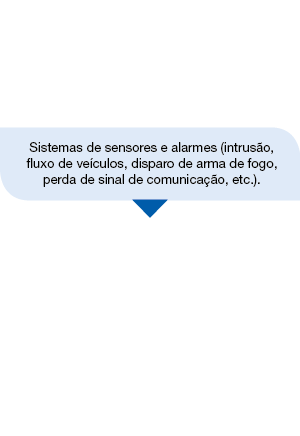 Sistemas de sensores e alarmes (intrusão,
fluxo de veículos, disparo de arma de fogo,
perda de sinal de comunicação, etc.).